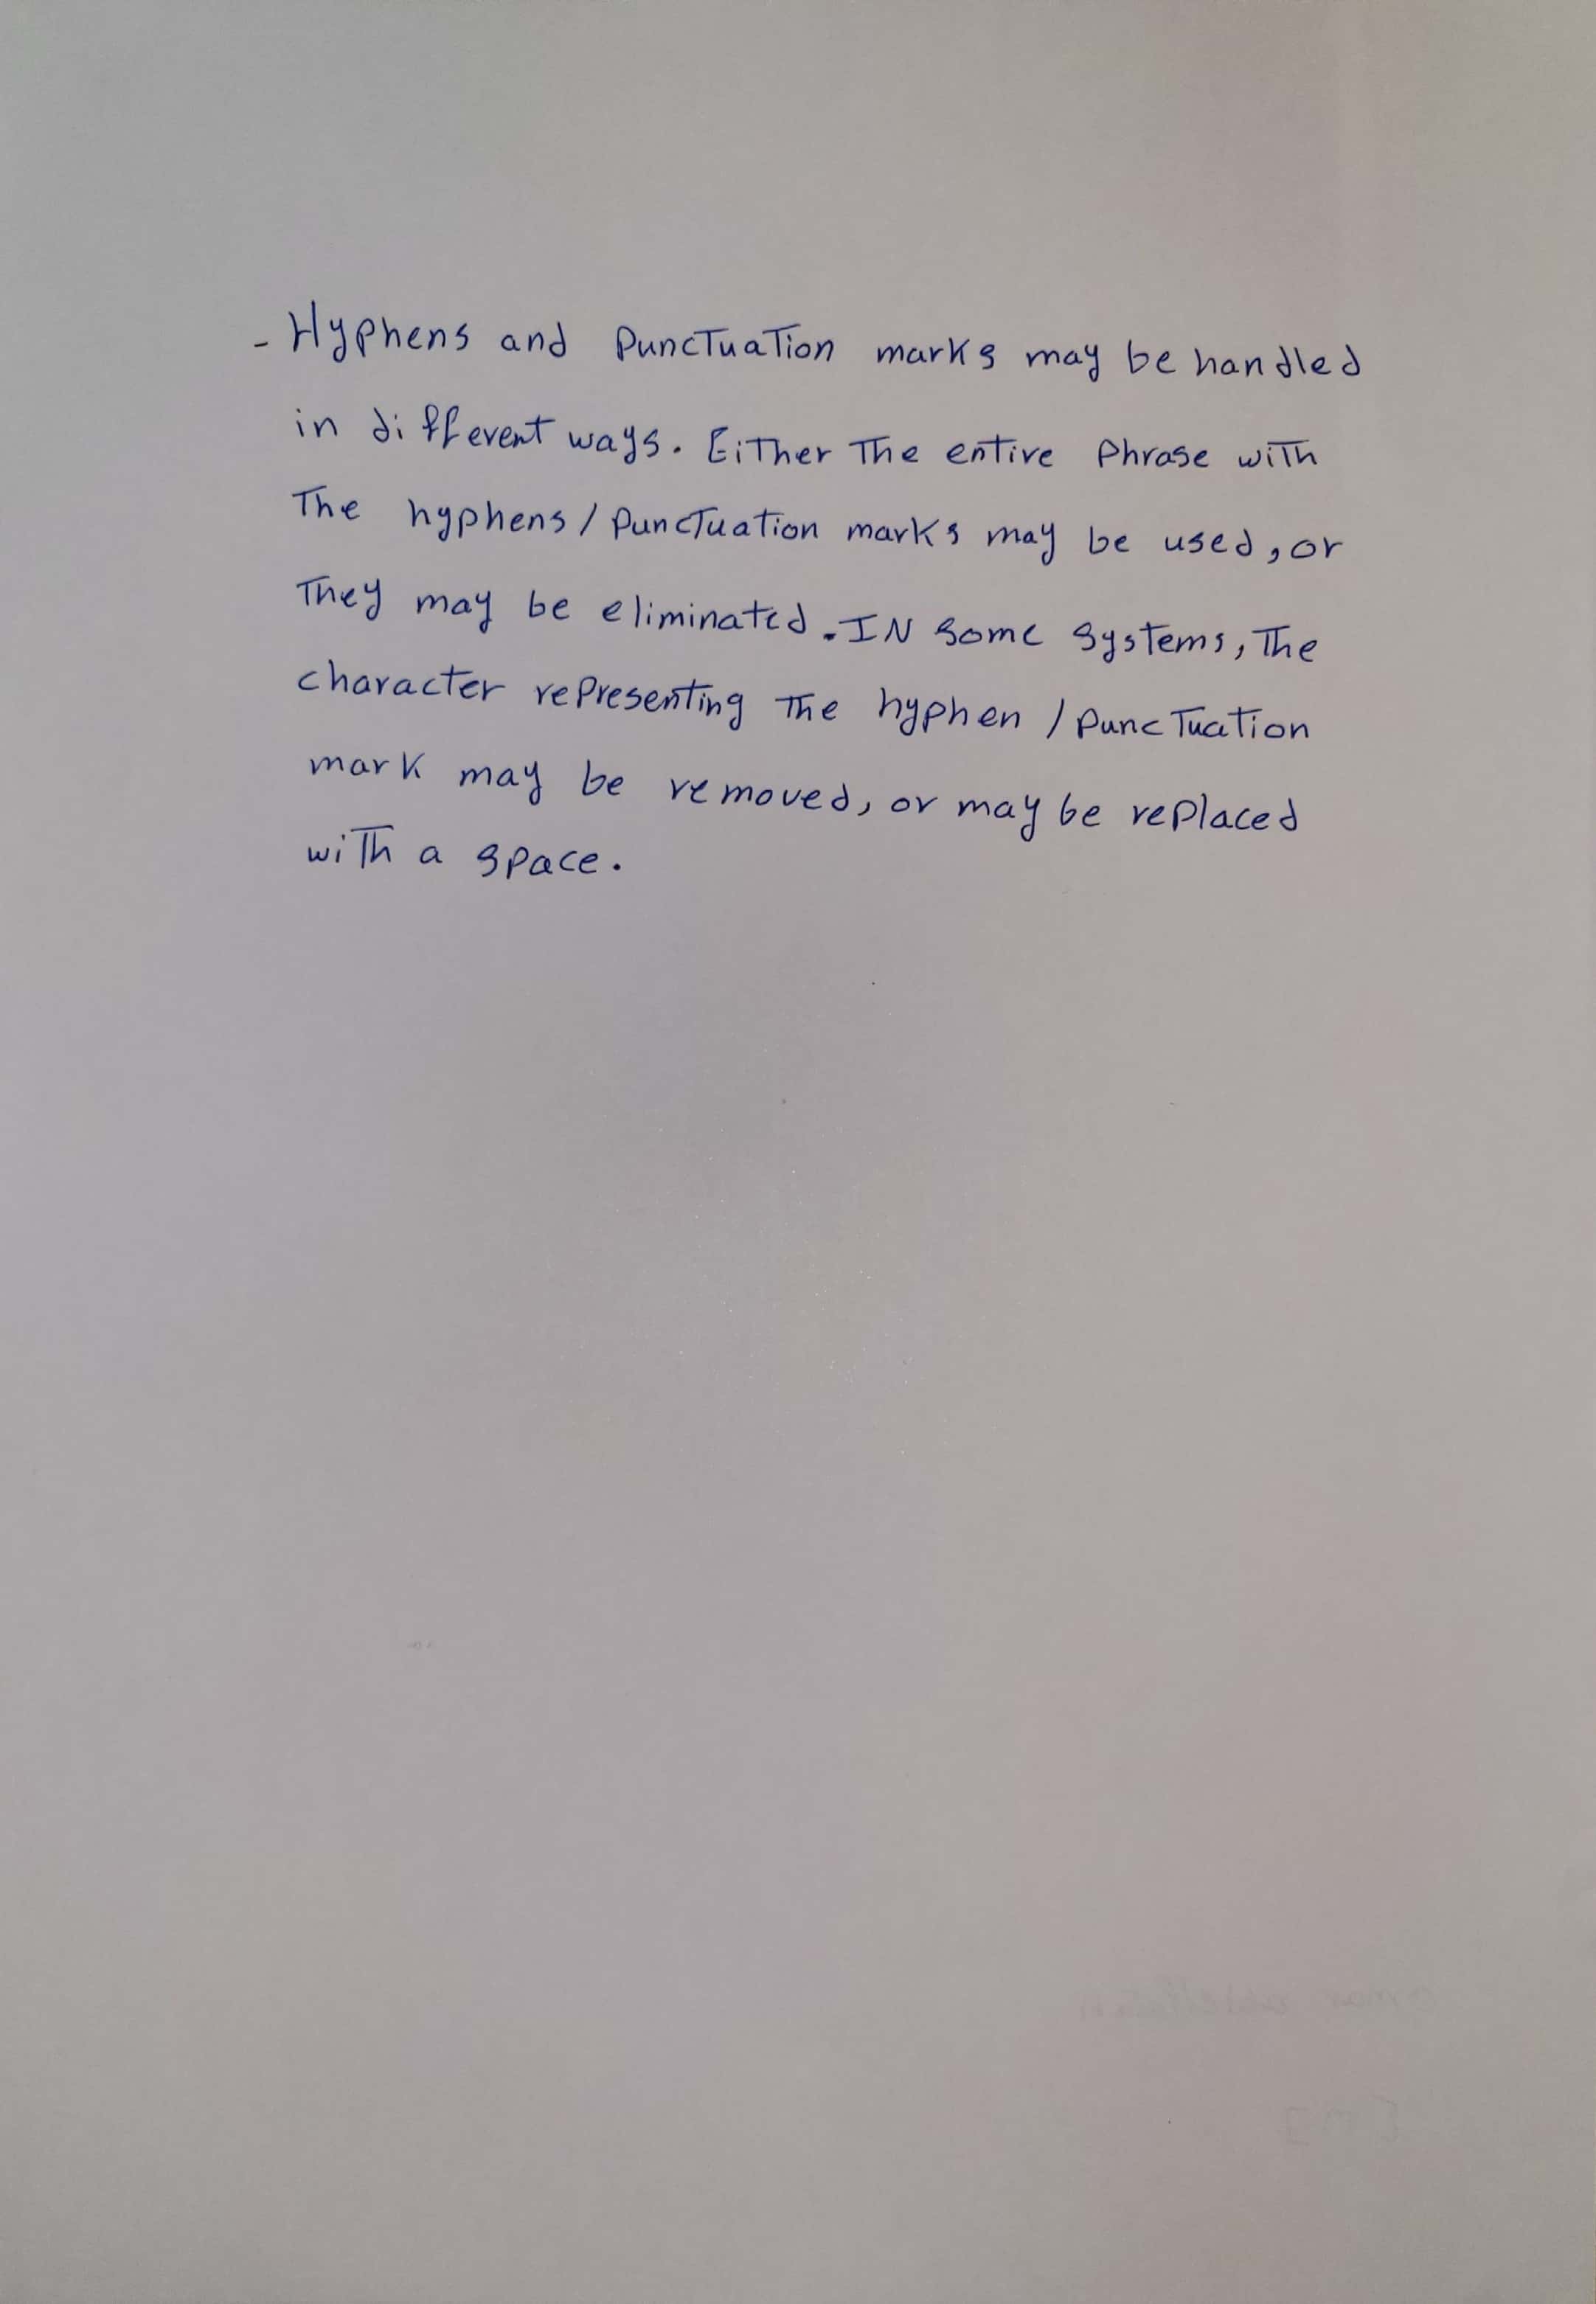 - Hyphens and Punctuation marks may be handled
in different ways. Either The entire Phrase with
The hyphens / Punctuation marks may be used, or
They may be eliminated. IN some systems, The
character representing The hyphen / punctuation
mark may be removed, or may be replaced
with a space.